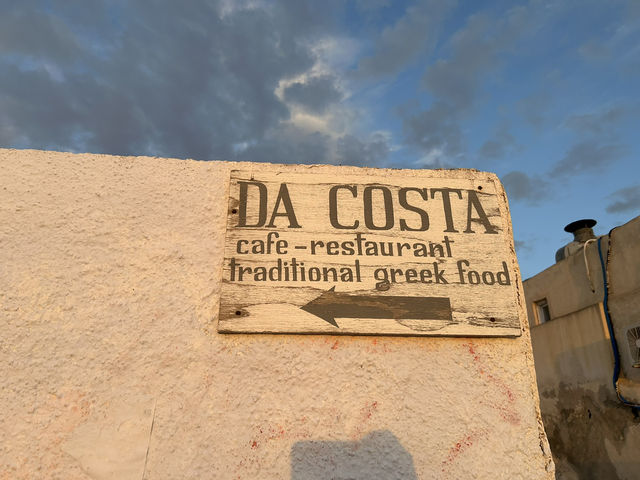 DA COSTA
cafe-restaurant
traditional greek food